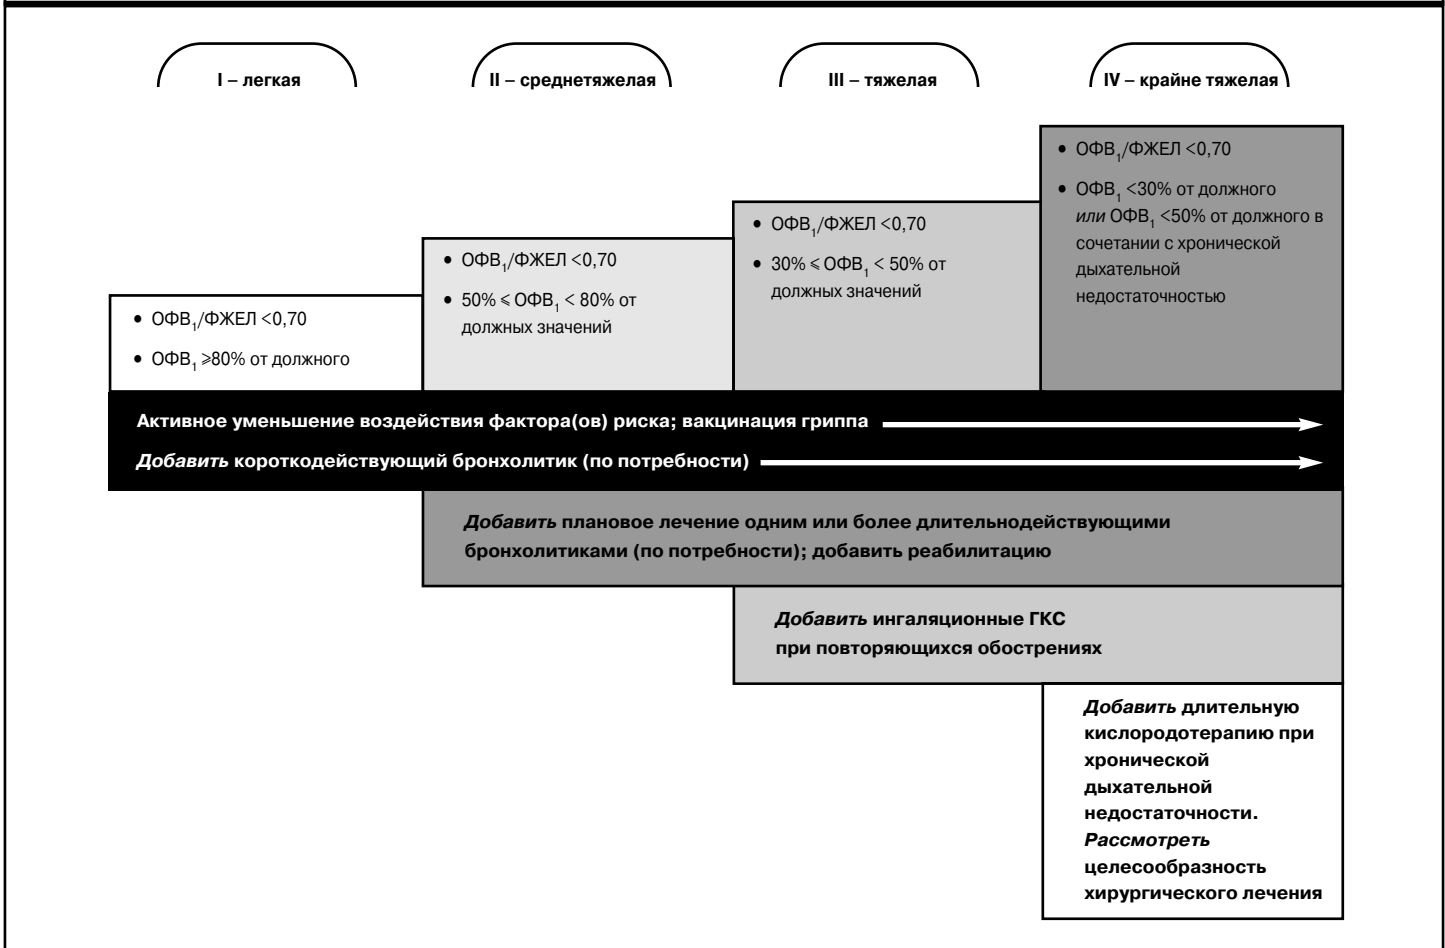 I – легкая
II – среднетяжелая
III – тяжелая
IV – крайне тяжелая
• ОФВ₁/ФЖЕЛ <0,70
• ОФВ₁ ⩾80% от должного
• ОФВ₁/ФЖЕЛ <0,70
• 50% ⩽ ОФВ₁ < 80% от
должных значений
• ОФВ₁/ФЖЕЛ <0,70
• 30% ⩽ ОФВ₁ < 50% от
должных значений
• ОФВ₁/ФЖЕЛ <0,70
• ОФВ₁ <30% от должного
или ОФВ₁ <50% от должного в
сочетании с хронической
дыхательной
недостаточностью
Активное уменьшение воздействия фактора(ов) риска; вакцинация гриппа
Добавить короткодействующий бронхолитик (по потребности)
Добавить плановое лечение одним или более длительнодействующими
бронхолитиками (по потребности); добавить реабилитацию
Добавить ингаляционные ГКС
при повторяющихся обострениях
Добавить длительную
кислородотерапию при
хронической
дыхательной
недостаточности.
Рассмотреть
целесообразность
хирургического лечения